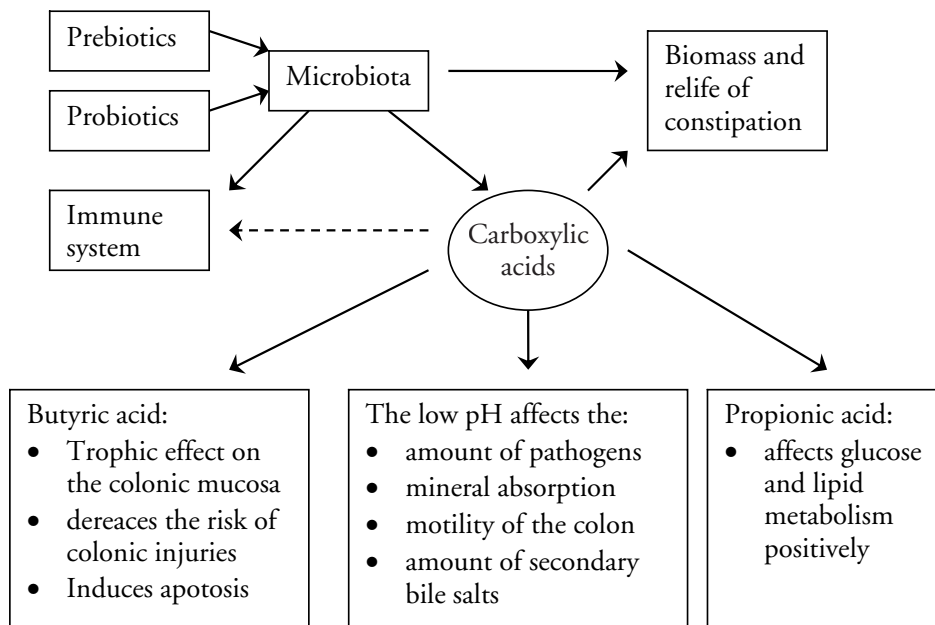 Prebiotics
Microbiota
Probiotics
Biomass and
relife of
constipation
Immune
system
Carboxylic
acids
Butyric acid:
• Trophic effect on
the colonic mucosa
• dereaces the risk of
colonic injuries
• Induces apotosis
The low pH affects the:
• amount of pathogens
• mineral absorption
• motility of the colon
• amount of secondary
bile salts
Propionic acid:
• affects glucose
and lipid
metabolism
positively